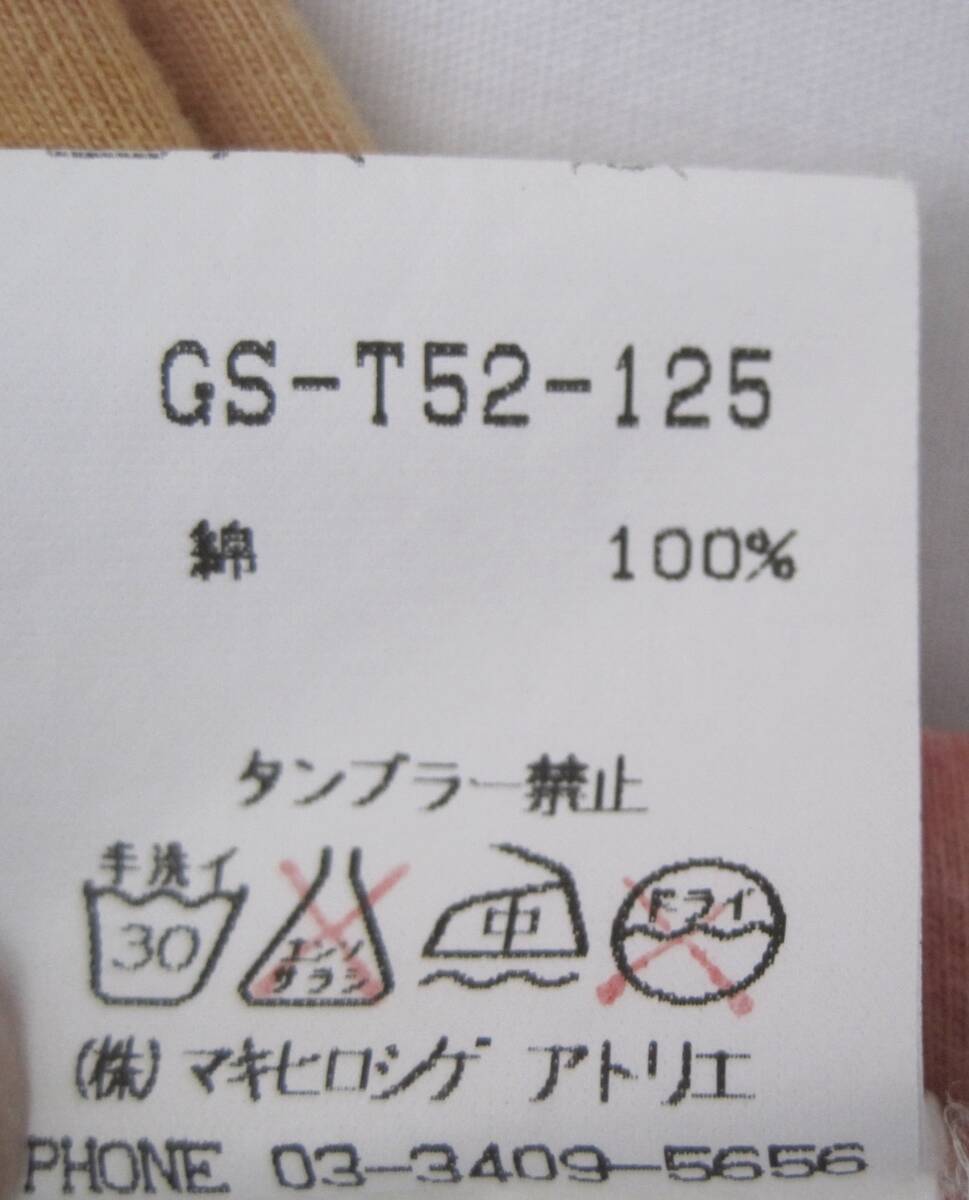 GS-T52-125
綿 100%
タンブラー禁止
手洗イ
30 エンソ サラシ 中 ドライ
(株)マキヒロシゲ アトリエ
PHONE 03-3409-5656